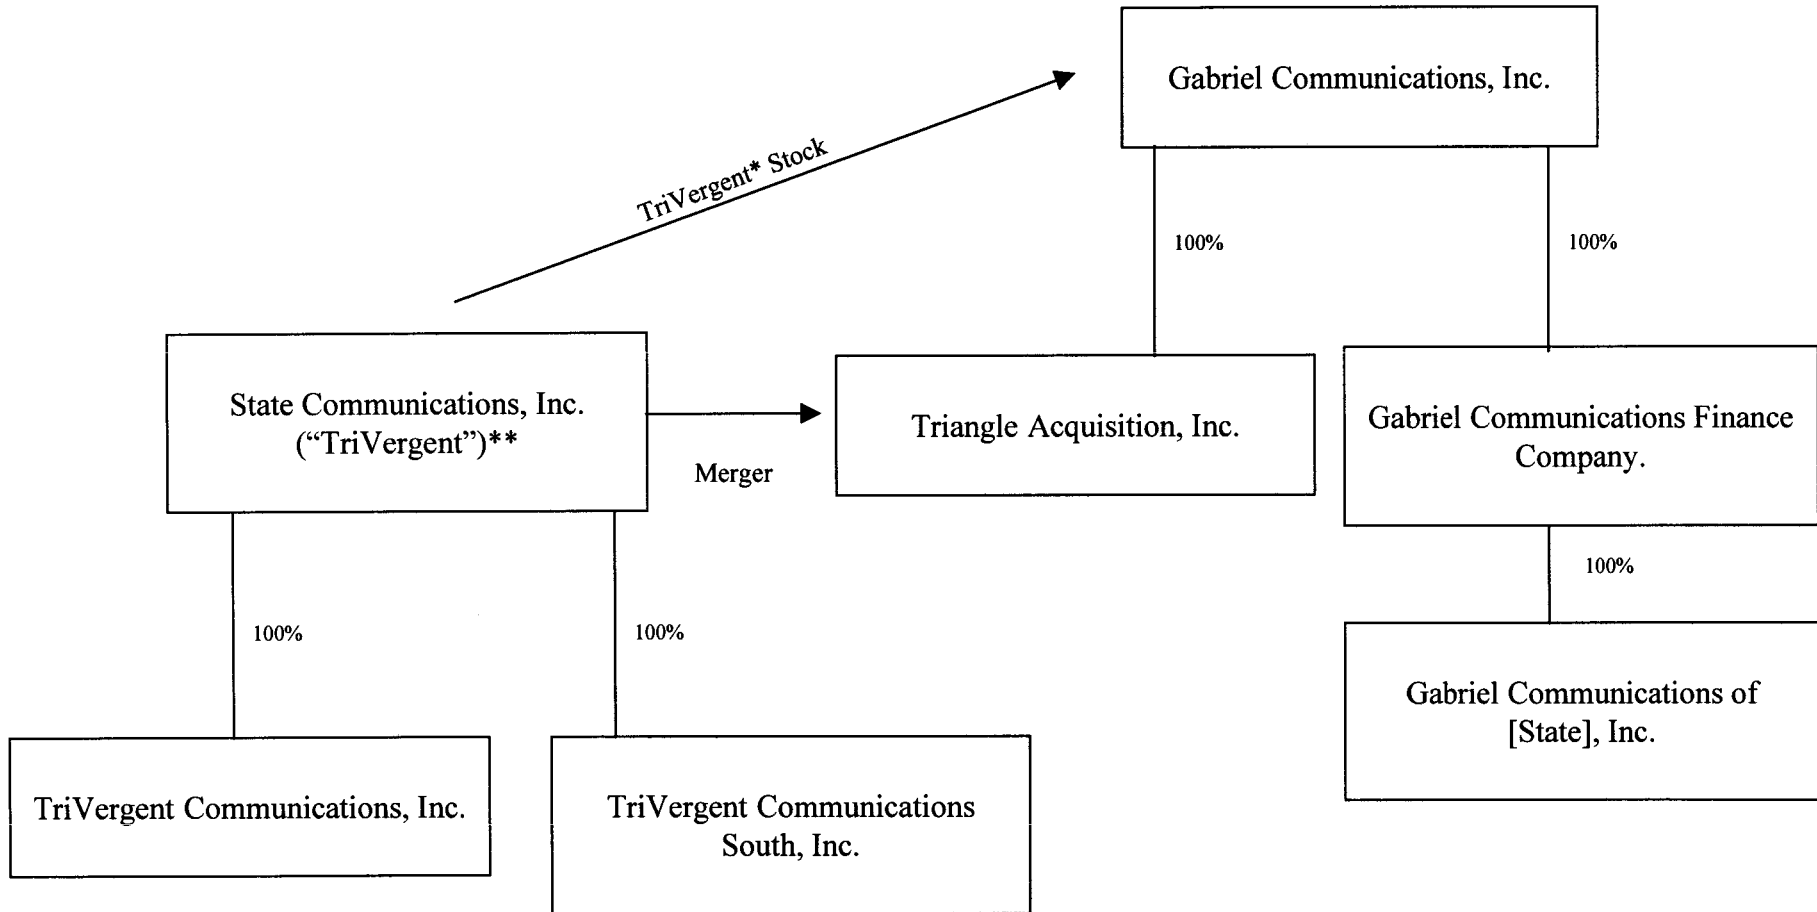 Gabriel Communications, Inc.
TriVergent* Stock
100%
100%
State Communications, Inc.
(“TriVergent”)**
Merger
Triangle Acquisition, Inc.
Gabriel Communications Finance
Company.
100%
100%
100%
Gabriel Communications of
[State], Inc.
TriVergent Communications, Inc.
TriVergent Communications
South, Inc.